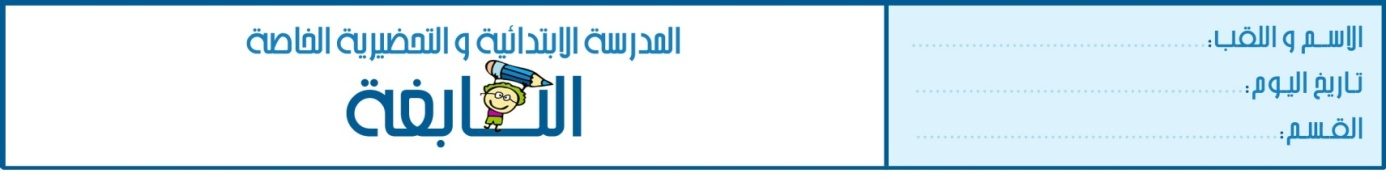 الاسم و اللقب: ........................................
تاريخ اليوم: ........................................
القسم: ........................................
المدرسة الابتدائية و التحضيرية الخاصة
النابغة